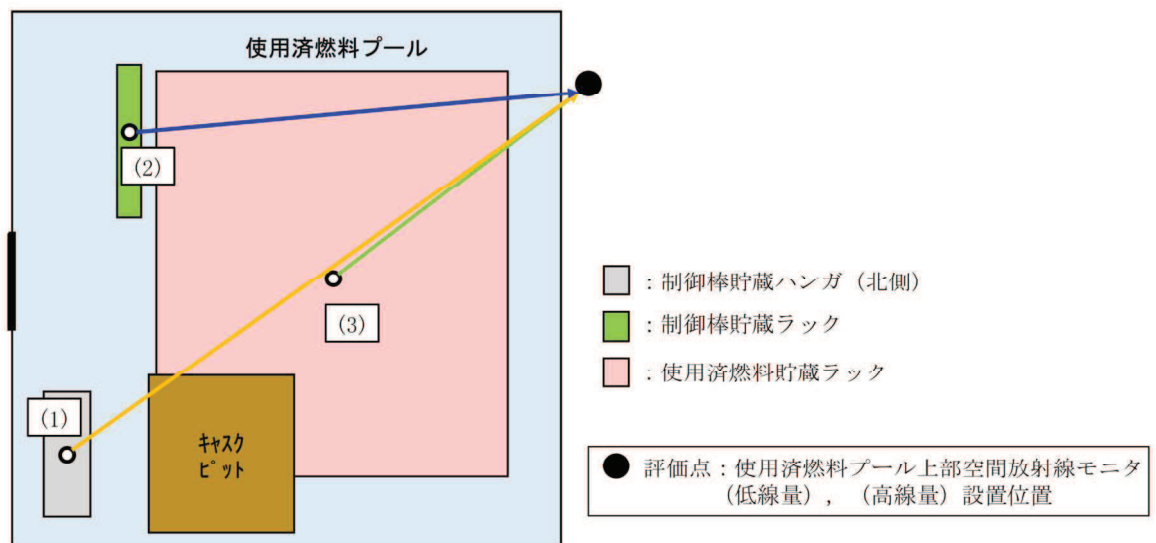 使用済燃料プール
(2)
(3)
(1)
キャスク
ピット
：制御棒貯蔵ハンガ（北側）
：制御棒貯蔵ラック
：使用済燃料貯蔵ラック
評価点：使用済燃料プール上部空間放射線モニタ
（低線量），（高線量）設置位置